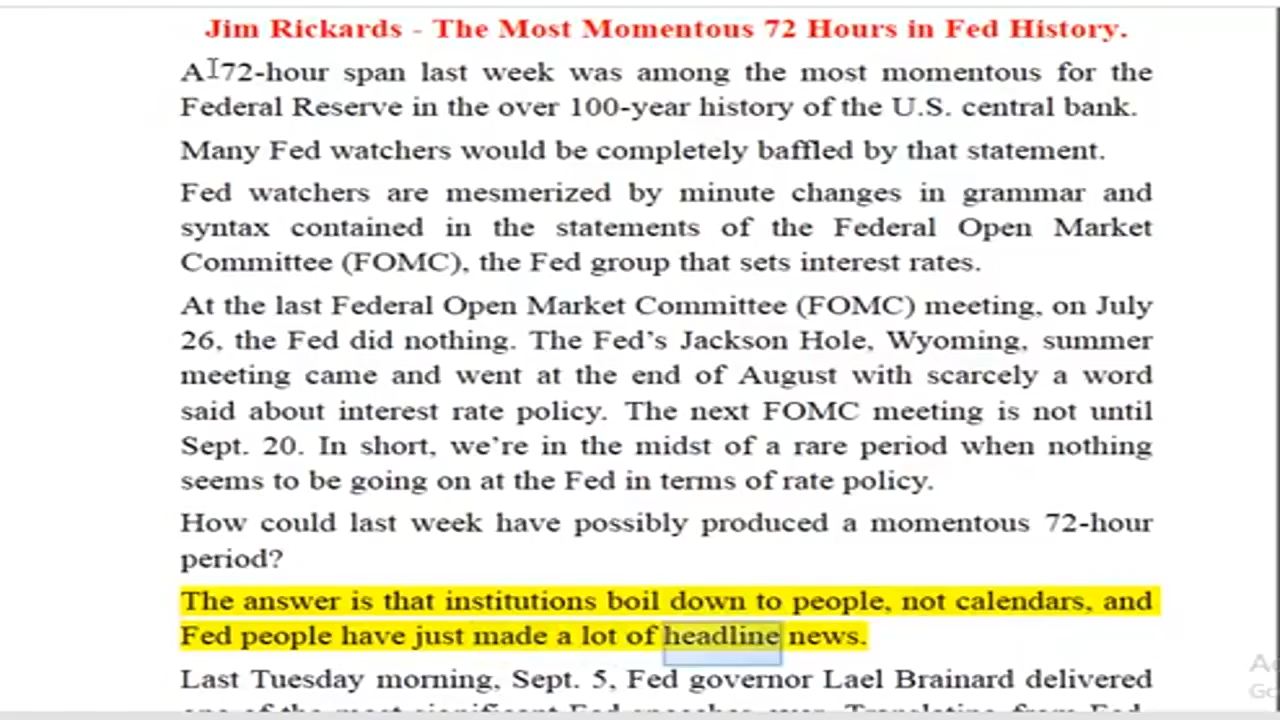 Jim Rickards - The Most Momentous 72 Hours in Fed History.
A 72-hour span last week was among the most momentous for the
Federal Reserve in the over 100-year history of the U.S. central bank.
Many Fed watchers would be completely baffled by that statement.
Fed watchers are mesmerized by minute changes in grammar and
syntax contained in the statements of the Federal Open Market
Committee (FOMC), the Fed group that sets interest rates.
At the last Federal Open Market Committee (FOMC) meeting, on July
26, the Fed did nothing. The Fed's Jackson Hole, Wyoming, summer
meeting came and went at the end of August with scarcely a word
said about interest rate policy. The next FOMC meeting is not until
Sept. 20. In short, we're in the midst of a rare period when nothing
seems to be going on at the Fed in terms of rate policy.
How could last week have possibly produced a momentous 72-hour
period?
The answer is that institutions boil down to people, not calendars, and
Fed people have just made a lot of headline news.
Last Tuesday morning, Sept. 5, Fed governor Lael Brainard delivered